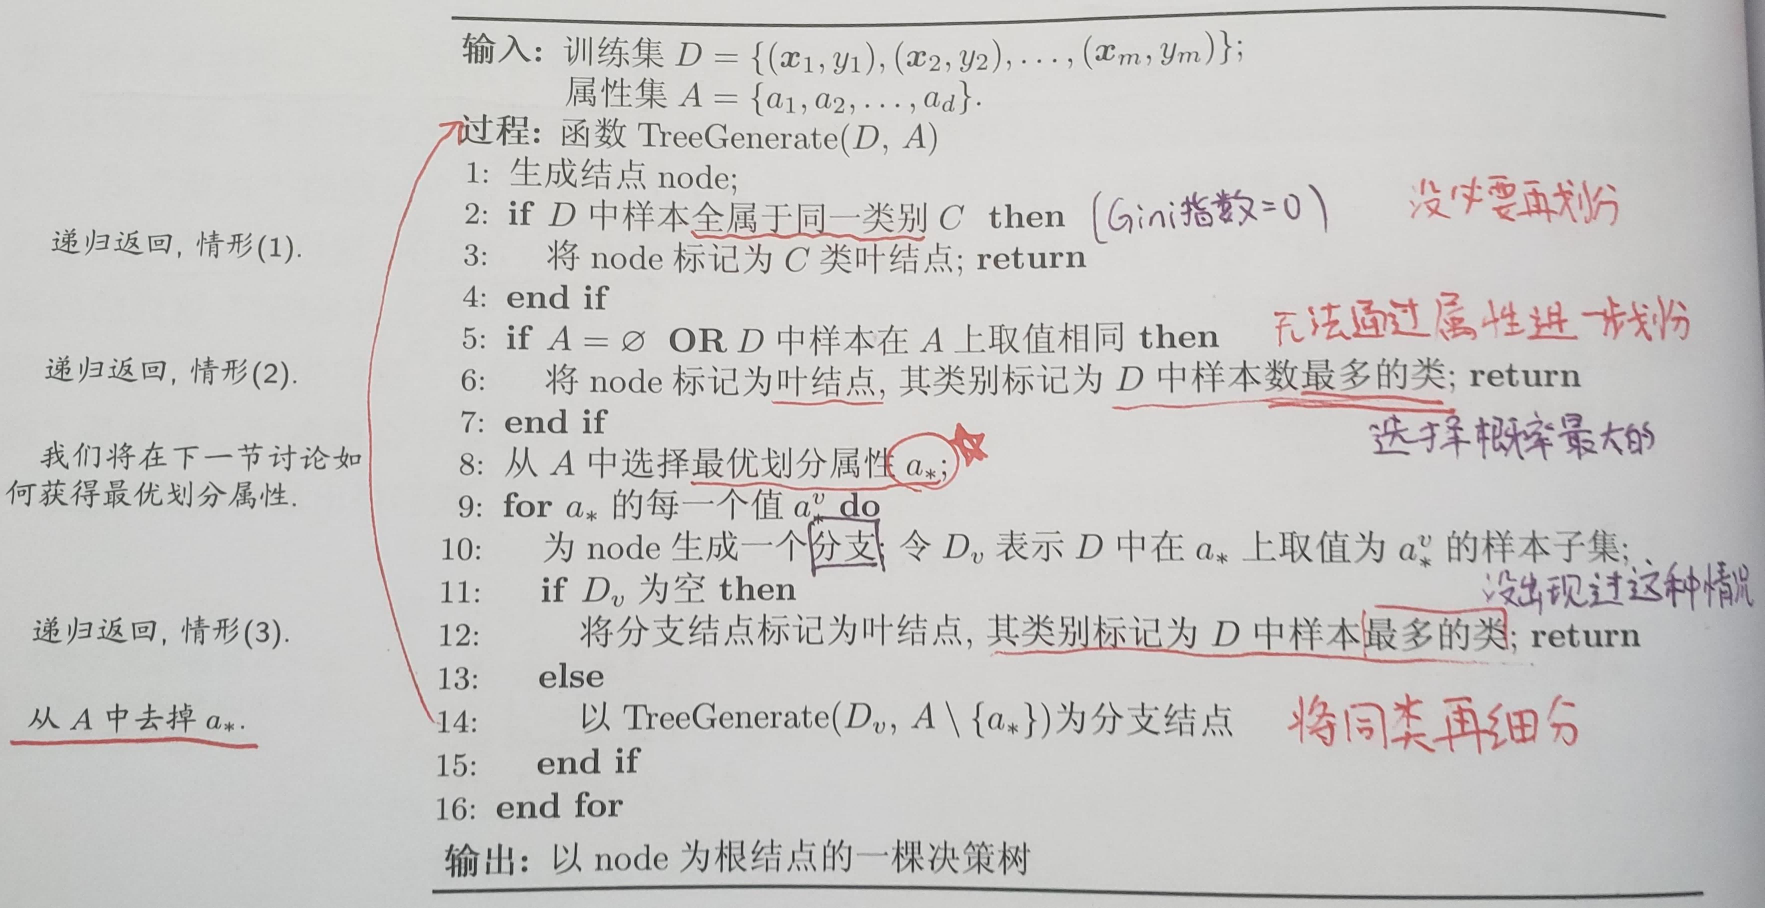 输入: 训练集 D = {(x₁, y₁), (x₂, y₂), . . . , (xₘ, yₘ)};
属性集 A = {a₁, a₂, . . . , a_d}.
过程: 函数 TreeGenerate(D, A)
1: 生成结点 node;
2: if D 中样本全属于同一类别 C then (Gini指数=0) 没必要再划分
递归返回, 情形(1).
3: 将 node 标记为 C 类叶结点; return
4: end if
5: if A = ∅ OR D 中样本在 A 上取值相同 then 无法通过属性进一步划分
递归返回, 情形(2).
6: 将 node 标记为叶结点, 其类别标记为 D 中样本数最多的类; return
7: end if 选择概率最大的
我们将在下一节讨论如
何获得最优划分属性.
8: 从 A 中选择最优划分属性 a_*;
9: for a_* 的每一个值 a_*^v do
10: 为 node 生成一个分支; 令 D_v 表示 D 中在 a_* 上取值为 a_*^v 的样本子集;
11: if D_v 为空 then 没出现过这种情况
递归返回, 情形(3).
12: 将分支结点标记为叶结点, 其类别标记为 D 中样本最多的类; return
13: else
从 A 中去掉 a_*.
14: 以 TreeGenerate(D_v, A \ {a_*})为分支结点 将同类再细分
15: end if
16: end for
输出: 以 node 为根结点的一棵决策树